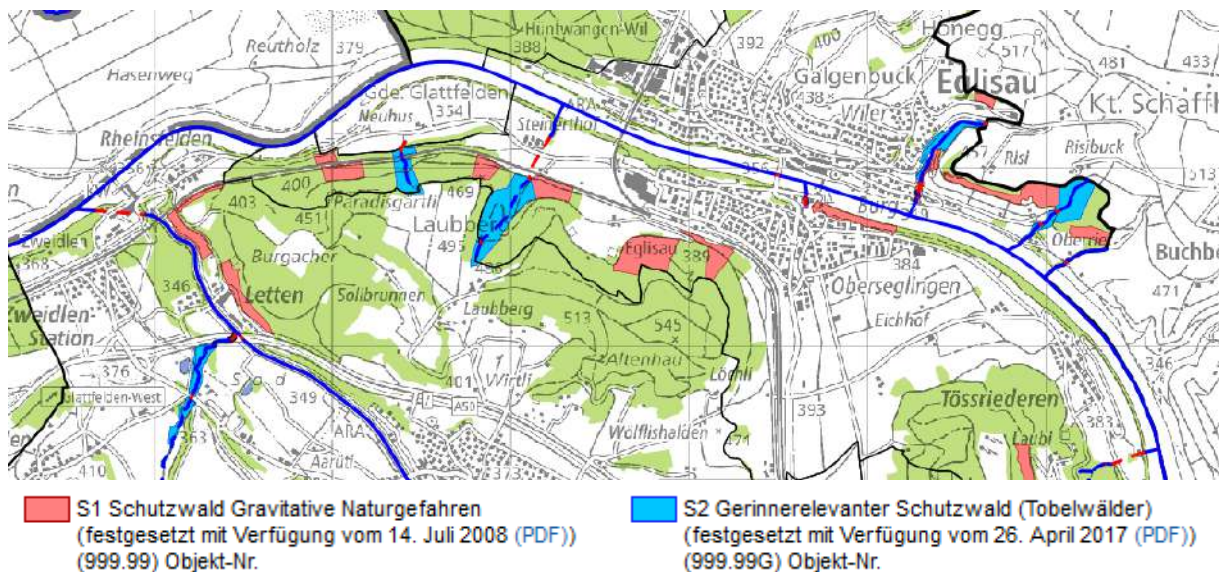 Hüntwangen-Wil
388
Reutholz
379
392
400
Honegg
517
481
433
Hasenweg
Galgenbuck
438
Eglisau
Gde. Glattfelden
354
ARA
Wiler
Kt. Schaffh
Neuhus
Steinerthof
Rheinsfelden
Risi
Risibuck
513
400
403
469
Paradisgärtli
451
Laubberg
495
Burg
Zweidlen
368
Burgacher
Eglisau
389
384
Oberriet
Buchbe
346
Letten
Solibrunnen
Laubberg
Oberseglingen
471
Zweidlen-
Station
513
545
Eichhof
Altenhau
346
376
401
Wirtli
Löchli
Glattfelden-West
349
A50
393
Tössriederen
383
363
ARA
Wölflishalden
471
Laubi
410
Aarüti
373
S1 Schutzwald Gravitative Naturgefahren
(festgesetzt mit Verfügung vom 14. Juli 2008 (PDF))
(999.99) Objekt-Nr.
S2 Gerinnerelevanter Schutzwald (Tobelwälder)
(festgesetzt mit Verfügung vom 26. April 2017 (PDF))
(999.99G) Objekt-Nr.